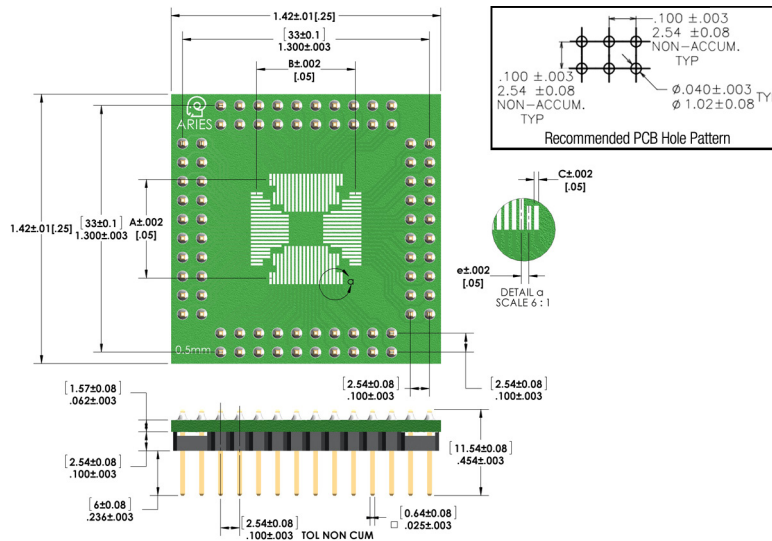 1.42±.01[.25]
[33±0.1]
1.300±.003
B±.002
[.05]
ARIES
1.42±.01[.25]
[33±0.1]
1.300±.003
A±.002
[.05]
a
0.5mm
.100 ±.003
2.54 ±0.08
NON-ACCUM.
TYP
.100 ±.003
2.54 ±0.08
NON-ACCUM.
TYP
Ø.040±.003
Ø 1.02±0.08
TYP
Recommended PCB Hole Pattern
C±.002
[.05]
e±.002
[.05]
DETAIL a
SCALE 6 : 1
[2.54±0.08]
.100±.003
[2.54±0.08]
.100±.003
[1.57±0.08]
.062±.003
[2.54±0.08]
.100±.003
[6±0.08]
.236±.003
[11.54±0.08]
.454±.003
[2.54±0.08]
.100±.003 TOL NON CUM
[0.64±0.08]
□ .025±.003